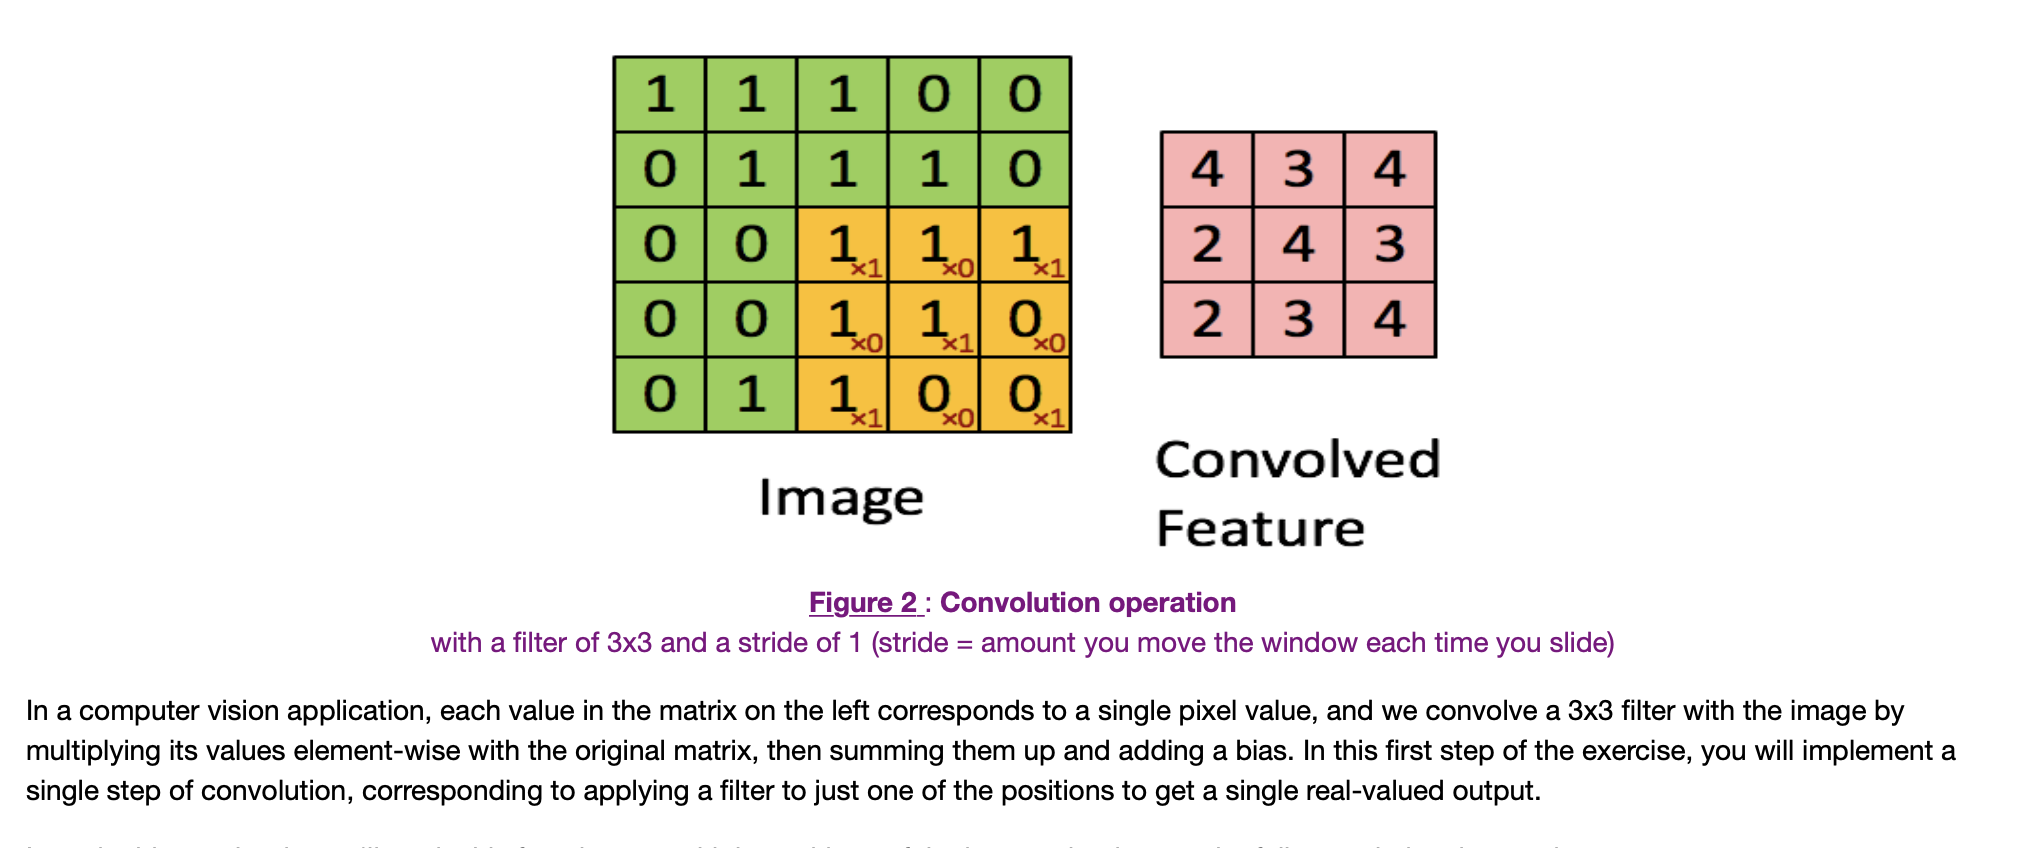 1 1 1 0 0
0 1 1 1 0
0 0 1×1 1×0 1×1
0 0 1×0 1×1 0×0
0 1 1×1 0×0 0×1
Image
4 3 4
2 4 3
2 3 4
Convolved
Feature
Figure 2 : Convolution operation
with a filter of 3x3 and a stride of 1 (stride = amount you move the window each time you slide)
In a computer vision application, each value in the matrix on the left corresponds to a single pixel value, and we convolve a 3x3 filter with the image by
multiplying its values element-wise with the original matrix, then summing them up and adding a bias. In this first step of the exercise, you will implement a
single step of convolution, corresponding to applying a filter to just one of the positions to get a single real-valued output.